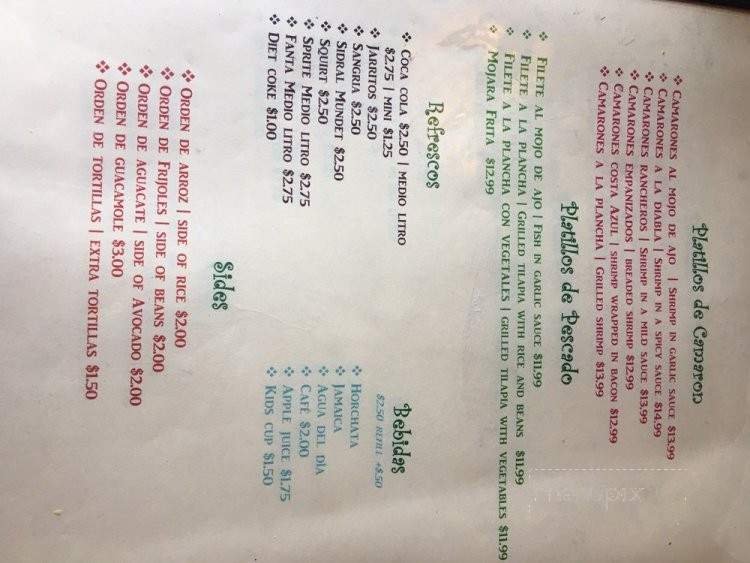 Platillos de Camaron
❖ Camarones al mojo de ajo | Shrimp in garlic sauce $13.99
❖ Camarones a la diabla | Shrimp in a spicy sauce $14.99
❖ Camarones rancheros | Shrimp in a mild sauce $13.99
❖ Camarones empanizados | breaded shrimp $12.99
❖ Camarones costa Azul | shrimp wrapped in bacon $12.99
❖ Camarones a la plancha | Grilled shrimp $13.99
Platillos de Pescado
❖ Filete al mojo de ajo | Fish in garlic sauce $11.99
❖ Filete a la plancha | Grilled tilapia with rice and beans $11.99
❖ Filete a la plancha con vegetales | grilled tilapia with vegetables $11.99
❖ Mojara Frita $12.99
Refrescos
❖ Coca cola $2.50 | medio litro
$2.75 | mini $1.25
❖ Jarritos $2.50
❖ Sangria $2.50
❖ Sidral Mundet $2.50
❖ Squirt $2.50
❖ Sprite Medio litro $2.75
❖ Fanta Medio litro $2.75
❖ Diet coke $1.00
Bebidas
$2.50 refill +$.50
❖ Horchata
❖ Jamaica
❖ Agua del día
❖ Café $2.00
❖ Apple juice $1.75
❖ Kids cup $1.50
Sides
❖ Orden de arroz | side of rice $2.00
❖ Orden de Frijoles | side of beans $2.00
❖ Orden de aguacate | side of Avocado $2.00
❖ Orden de guacamole $3.00
❖ Orden de tortillas | extra tortillas $1.50